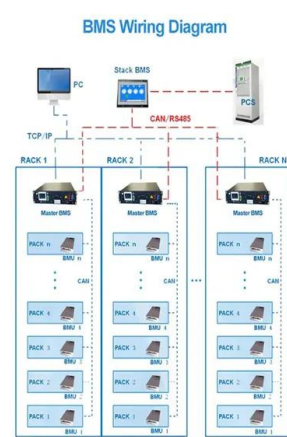 BMS Wiring Diagram
PC
Stack BMS
PCS
CAN/RS485
TCP/IP
RACK 1
RACK 2
RACK N
Master BMS
Master BMS
Master BMS
PACK n
BMU n
PACK n
BMU n
PACK n
BMU n
CAN
CAN
CAN
PACK 4
BMU 4
PACK 4
BMU 4
PACK 4
BMU 4
PACK 3
BMU 3
PACK 3
BMU 3
PACK 3
BMU 3
PACK 2
BMU 2
PACK 2
BMU 2
PACK 2
BMU 2
PACK 1
BMU 1
PACK 1
BMU 1
PACK 1
BMU 1